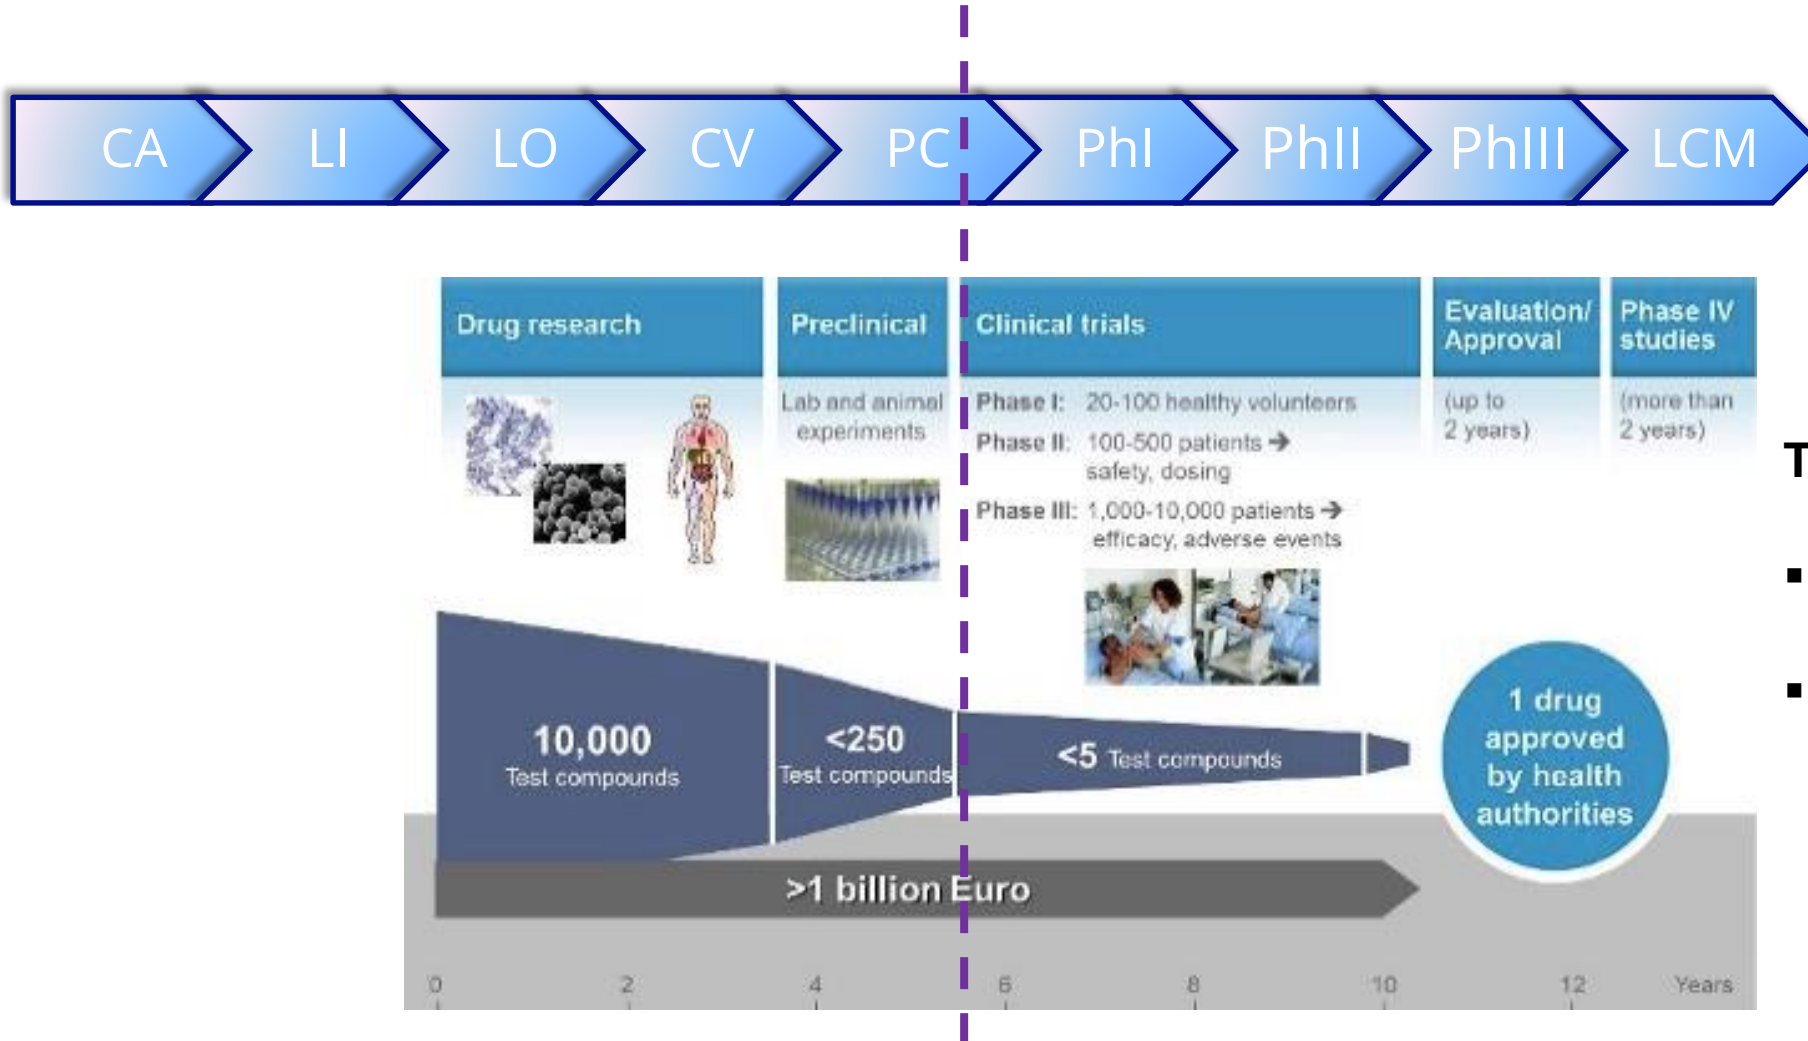 CA LI LO CV PC PhI PhII PhIII LCM
Drug research
Preclinical
Clinical trials
Evaluation/
Approval
Phase IV
studies
Lab and animal
experiments
Phase I: 20-100 healthy volunteers
Phase II: 100-500 patients ➔
safety, dosing
Phase III: 1,000-10,000 patients ➔
efficacy, adverse events
(up to
2 years)
(more than
2 years)
T
▪
▪
10,000
Test compounds
<250
Test compounds
<5 Test compounds
1 drug
approved
by health
authorities
>1 billion Euro
0 2 4 6 8 10 12 Years